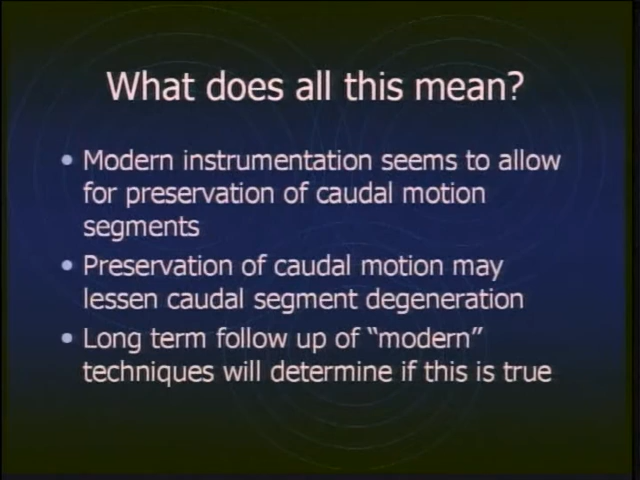 What does all this mean?
• Modern instrumentation seems to allow
for preservation of caudal motion
segments
• Preservation of caudal motion may
lessen caudal segment degeneration
• Long term follow up of “modern”
techniques will determine if this is true